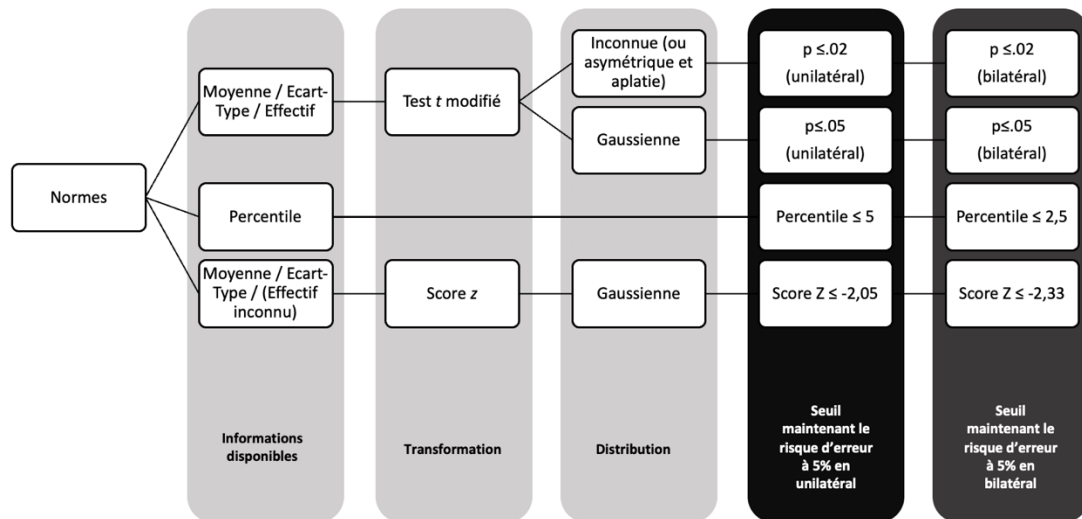 Normes
Moyenne / Ecart-
Type / Effectif
Percentile
Moyenne / Ecart-
Type / (Effectif
inconnu)
Informations
disponibles
Test t modifié
Score z
Transformation
Inconnue (ou
asymétrique et
aplatie)
Gaussienne
Gaussienne
Distribution
p ≤.02
(unilatéral)
p≤.05
(unilatéral)
Percentile ≤ 5
Score Z ≤ -2,05
Seuil
maintenant le
risque d'erreur
à 5% en
unilatéral
p ≤.02
(bilatéral)
p≤.05
(bilatéral)
Percentile ≤ 2,5
Score Z ≤ -2,33
Seuil
maintenant le
risque d'erreur
à 5% en
bilatéral